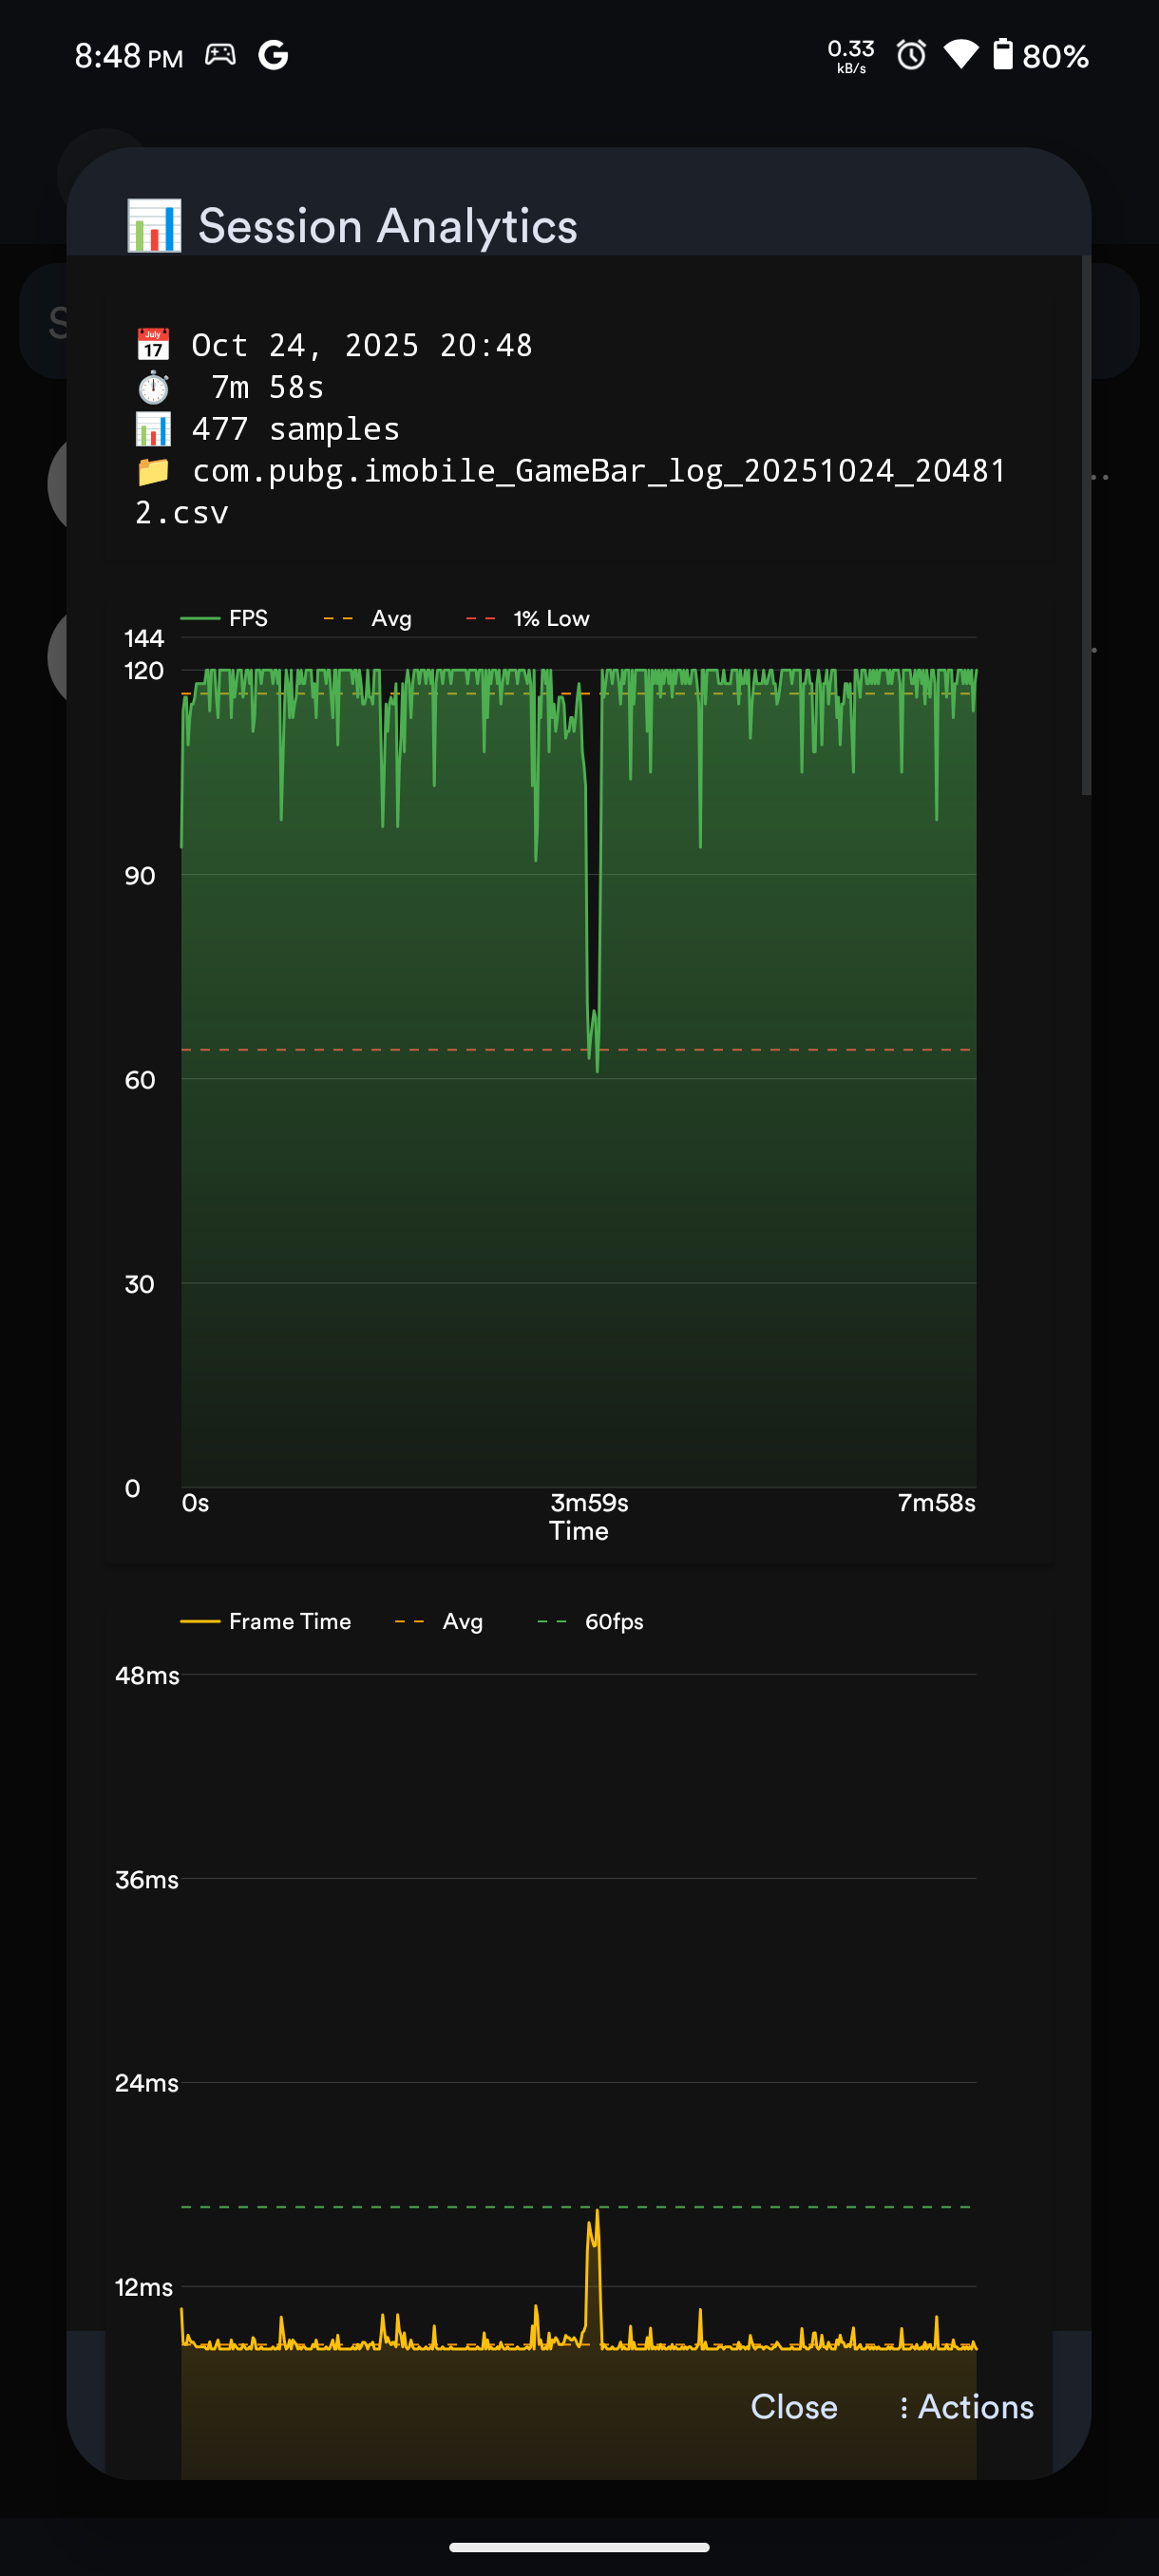 8:48 PM
0.33
kB/s
80%
📊 Session Analytics
S
📅 Oct 24, 2025 20:48
⏱️ 7m 58s
📊 477 samples
📁 com.pubg.imobile_GameBar_log_20251024_20481
2.csv
FPS Avg 1% Low
144
120
90
60
30
0
0s 3m59s 7m58s
Time
Frame Time Avg 60fps
48ms
36ms
24ms
12ms
Close ⋮ Actions